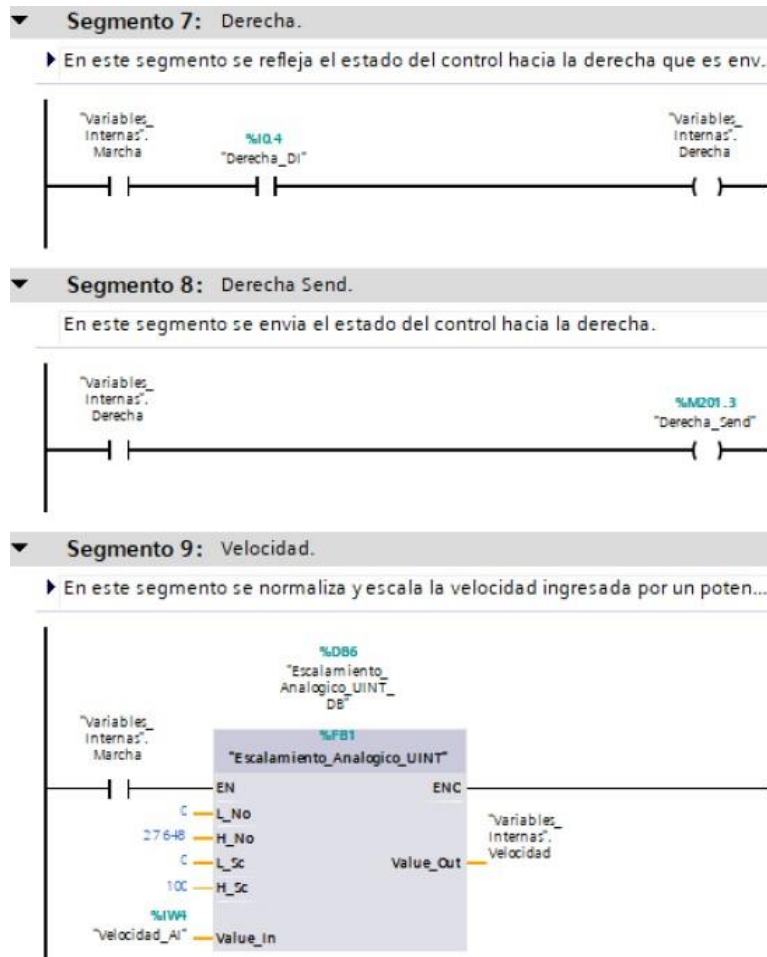 Segmento 7: Derecha.
En este segmento se refleja el estado del control hacia la derecha que es env...
"Variables_
Internas".
Marcha
%I0.4
"Derecha_DI"
"Variables_
Internas".
Derecha
Segmento 8: Derecha Send.
En este segmento se envia el estado del control hacia la derecha.
"Variables_
Internas".
Derecha
%M201.3
"Derecha_Send"
Segmento 9: Velocidad.
En este segmento se normaliza y escala la velocidad ingresada por un poten...
%DB6
"Escalamiento_
Analogico_UINT_
DB"
"Variables_
Internas".
Marcha
%FB1
"Escalamiento_Analogico_UINT"
EN
ENO
0
L_No
27648
H_No
0
L_Sc
100
H_Sc
%IW4
"Velocidad_AI"
Value_In
Value_Out
"Variables_
Internas".
Velocidad